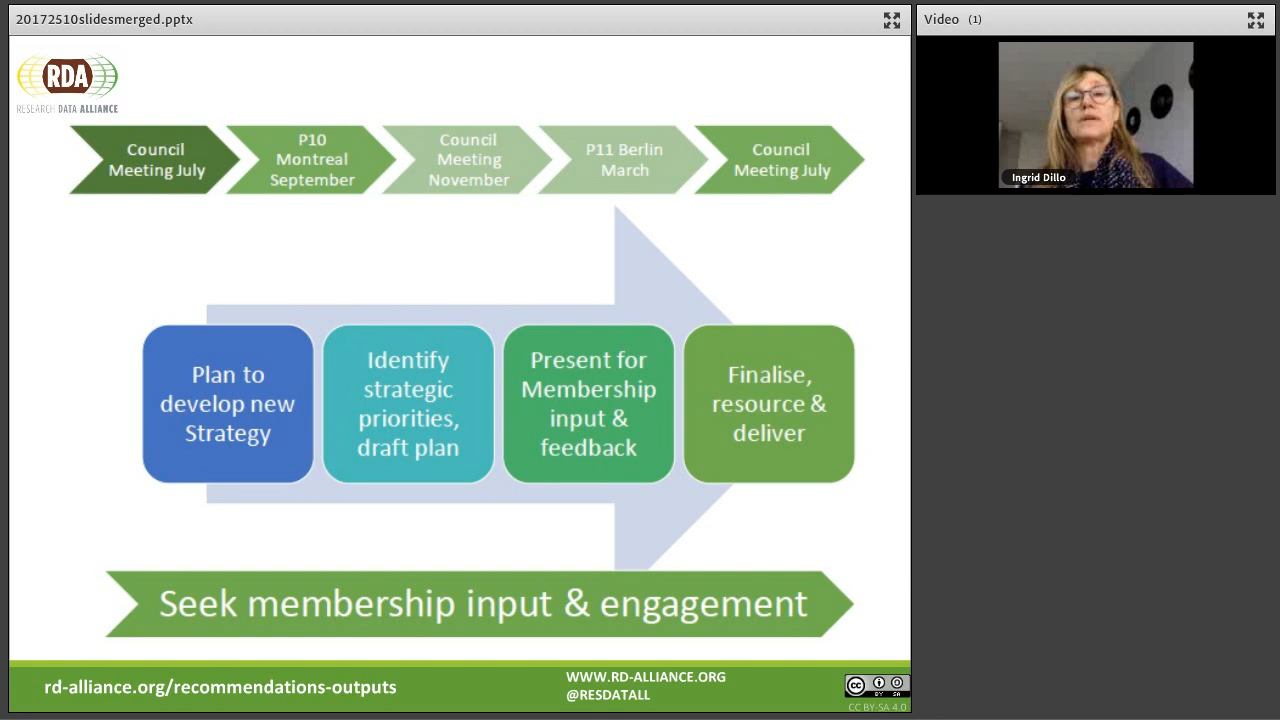 20172510slidesmerged.pptx
Video (1)
RDA
RESEARCH DATA ALLIANCE
Council
Meeting July
P10
Montreal
September
Council
Meeting
November
P11 Berlin
March
Council
Meeting July
Ingrid Dillo
Plan to
develop new
Strategy
Identify
strategic
priorities,
draft plan
Present for
Membership
input &
feedback
Finalise,
resource &
deliver
Seek membership input & engagement
rd-alliance.org/recommendations-outputs
WWW.RD-ALLIANCE.ORG
@RESDATALL
cc
BY SA
CC BY-SA 4.0